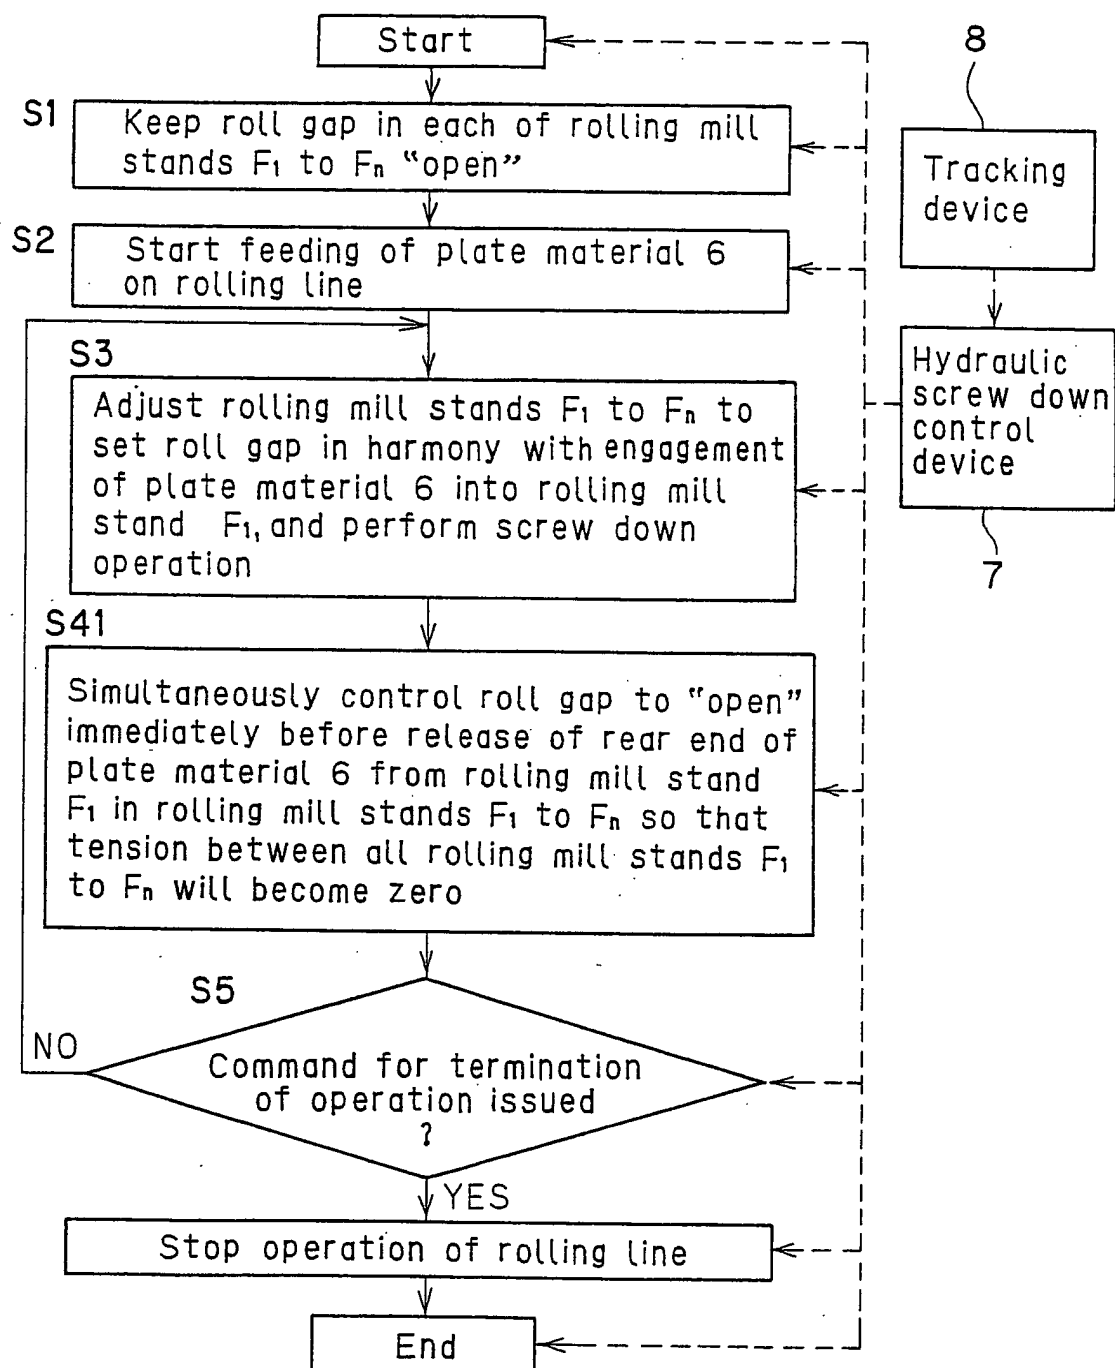 Start
8
S1
Keep roll gap in each of rolling mill
stands F1 to Fn "open"
Tracking
device
S2
Start feeding of plate material 6
on rolling line
S3
Adjust rolling mill stands F1 to Fn to
set roll gap in harmony with engagement
of plate material 6 into rolling mill
stand F1, and perform screw down
operation
Hydraulic
screw down
control
device
7
S41
Simultaneously control roll gap to "open"
immediately before release of rear end of
plate material 6 from rolling mill stand
F1 in rolling mill stands F1 to Fn so that
tension between all rolling mill stands F1
to Fn will become zero
S5
NO
Command for termination
of operation issued
?
YES
Stop operation of rolling line
End